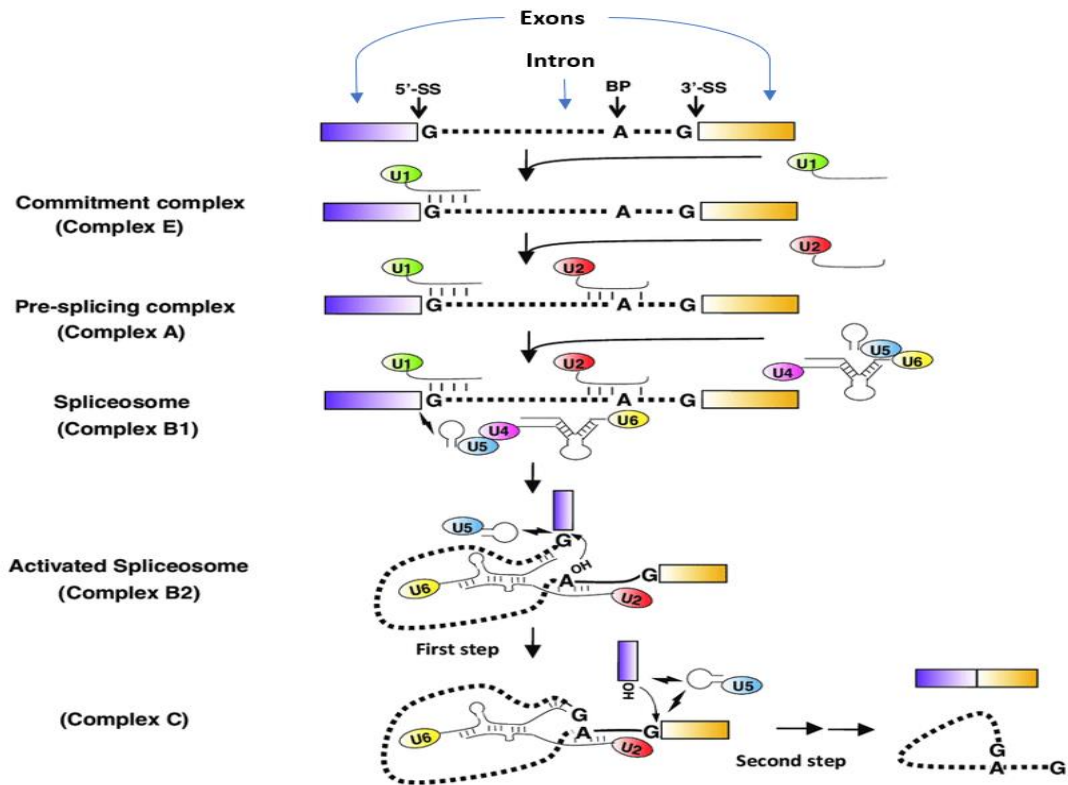 Exons
Intron
5'-SS BP 3'-SS
G A G
U1
U1
Commitment complex
(Complex E)
G A G
U2
U1 U2
Pre-splicing complex
(Complex A)
G A G
U5 U6
U4
U1 U2
Spliceosome
(Complex B1)
G A G
U6
U4
U5
U5
G
Activated Spliceosome
(Complex B2)
OH
A G
U6 U2
First step
OH
U5
(Complex C)
G
A G
U6 U2
Second step
G
A G